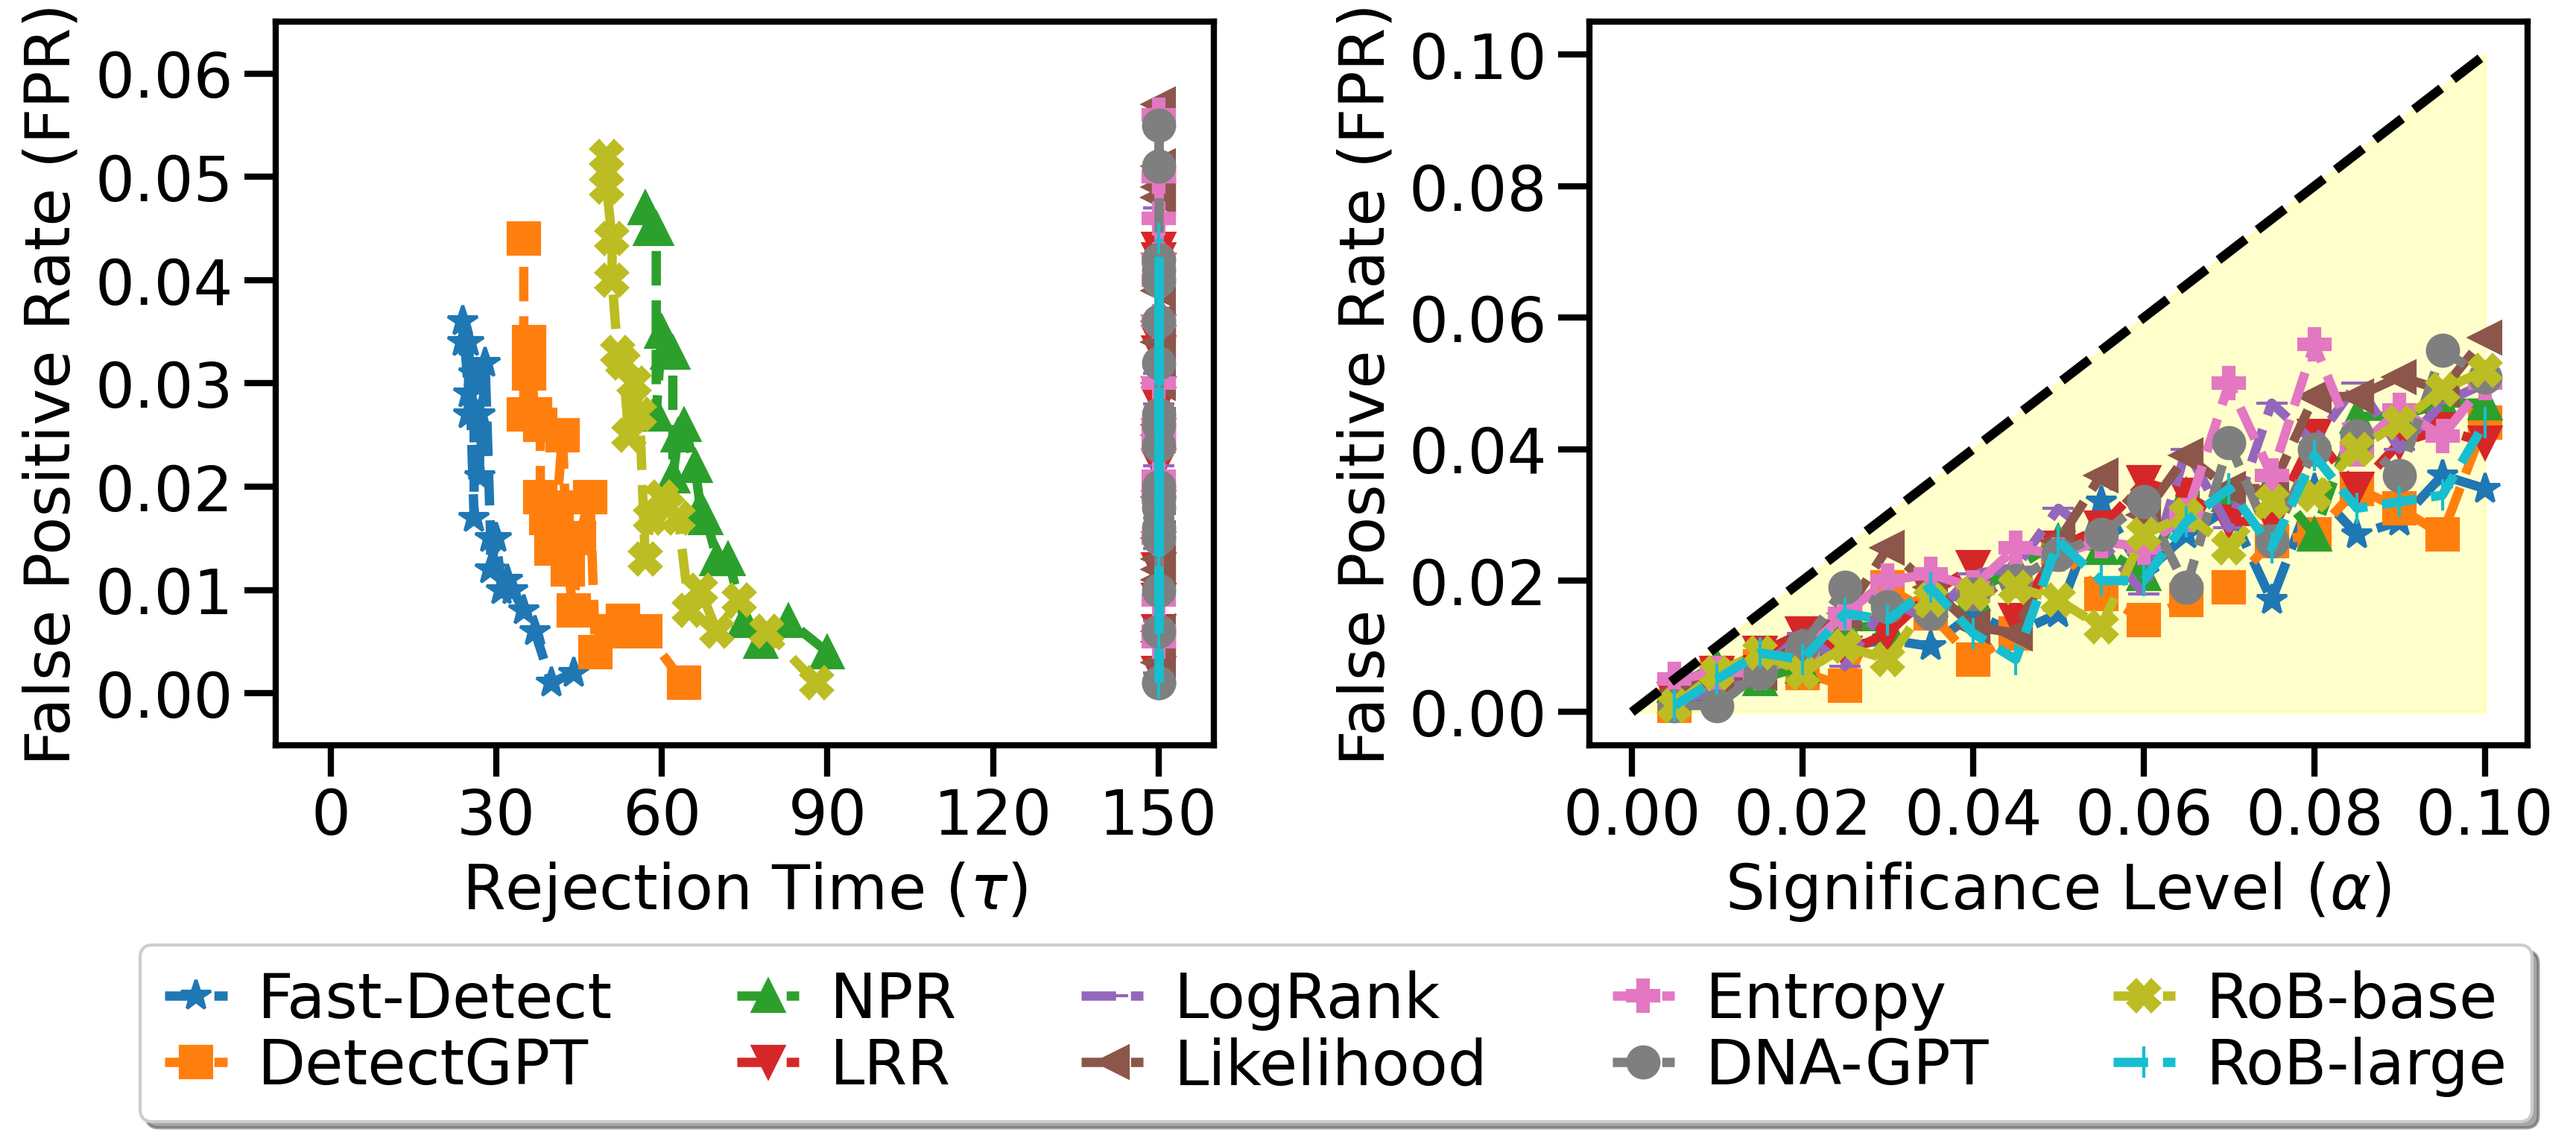 False Positive Rate (FPR)
0.06
0.05
0.04
0.03
0.02
0.01
0.00
0 30 60 90 120 150
Rejection Time (τ)
False Positive Rate (FPR)
0.10
0.08
0.06
0.04
0.02
0.00
0.00 0.02 0.04 0.06 0.08 0.10
Significance Level (α)
Fast-Detect NPR LogRank Entropy RoB-base
DetectGPT LRR Likelihood DNA-GPT RoB-large